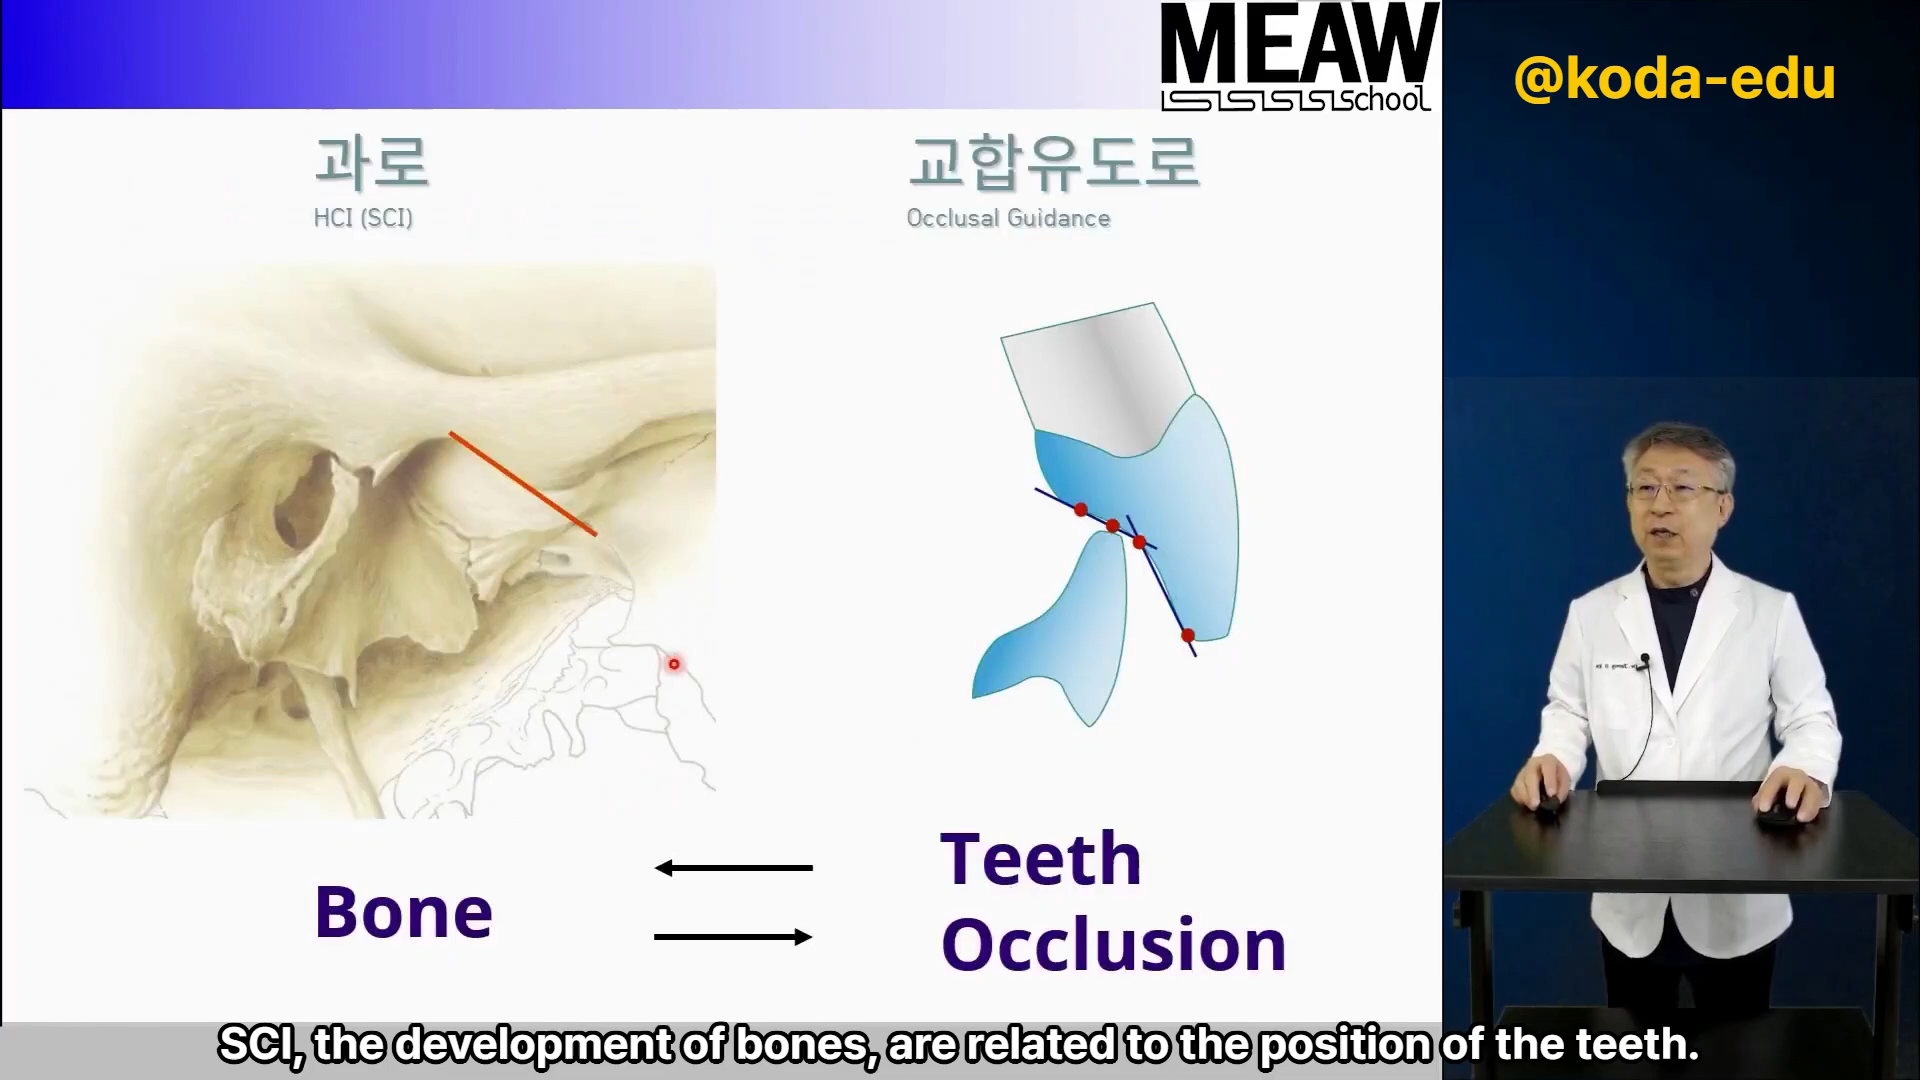 MEAW
school
@koda-edu
과로
HCI (SCI)
교합유도로
Occlusal Guidance
Bone
Teeth
Occlusion
SCI, the development of bones, are related to the position of the teeth.